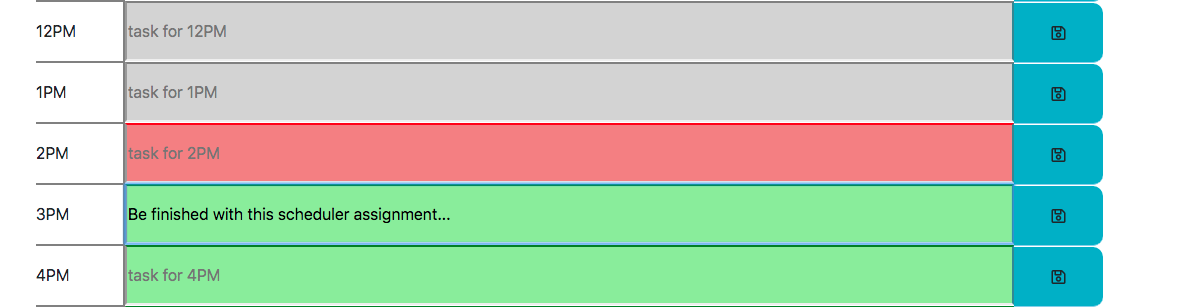 12PM task for 12PM
1PM task for 1PM
2PM task for 2PM
3PM Be finished with this scheduler assignment...
4PM task for 4PM